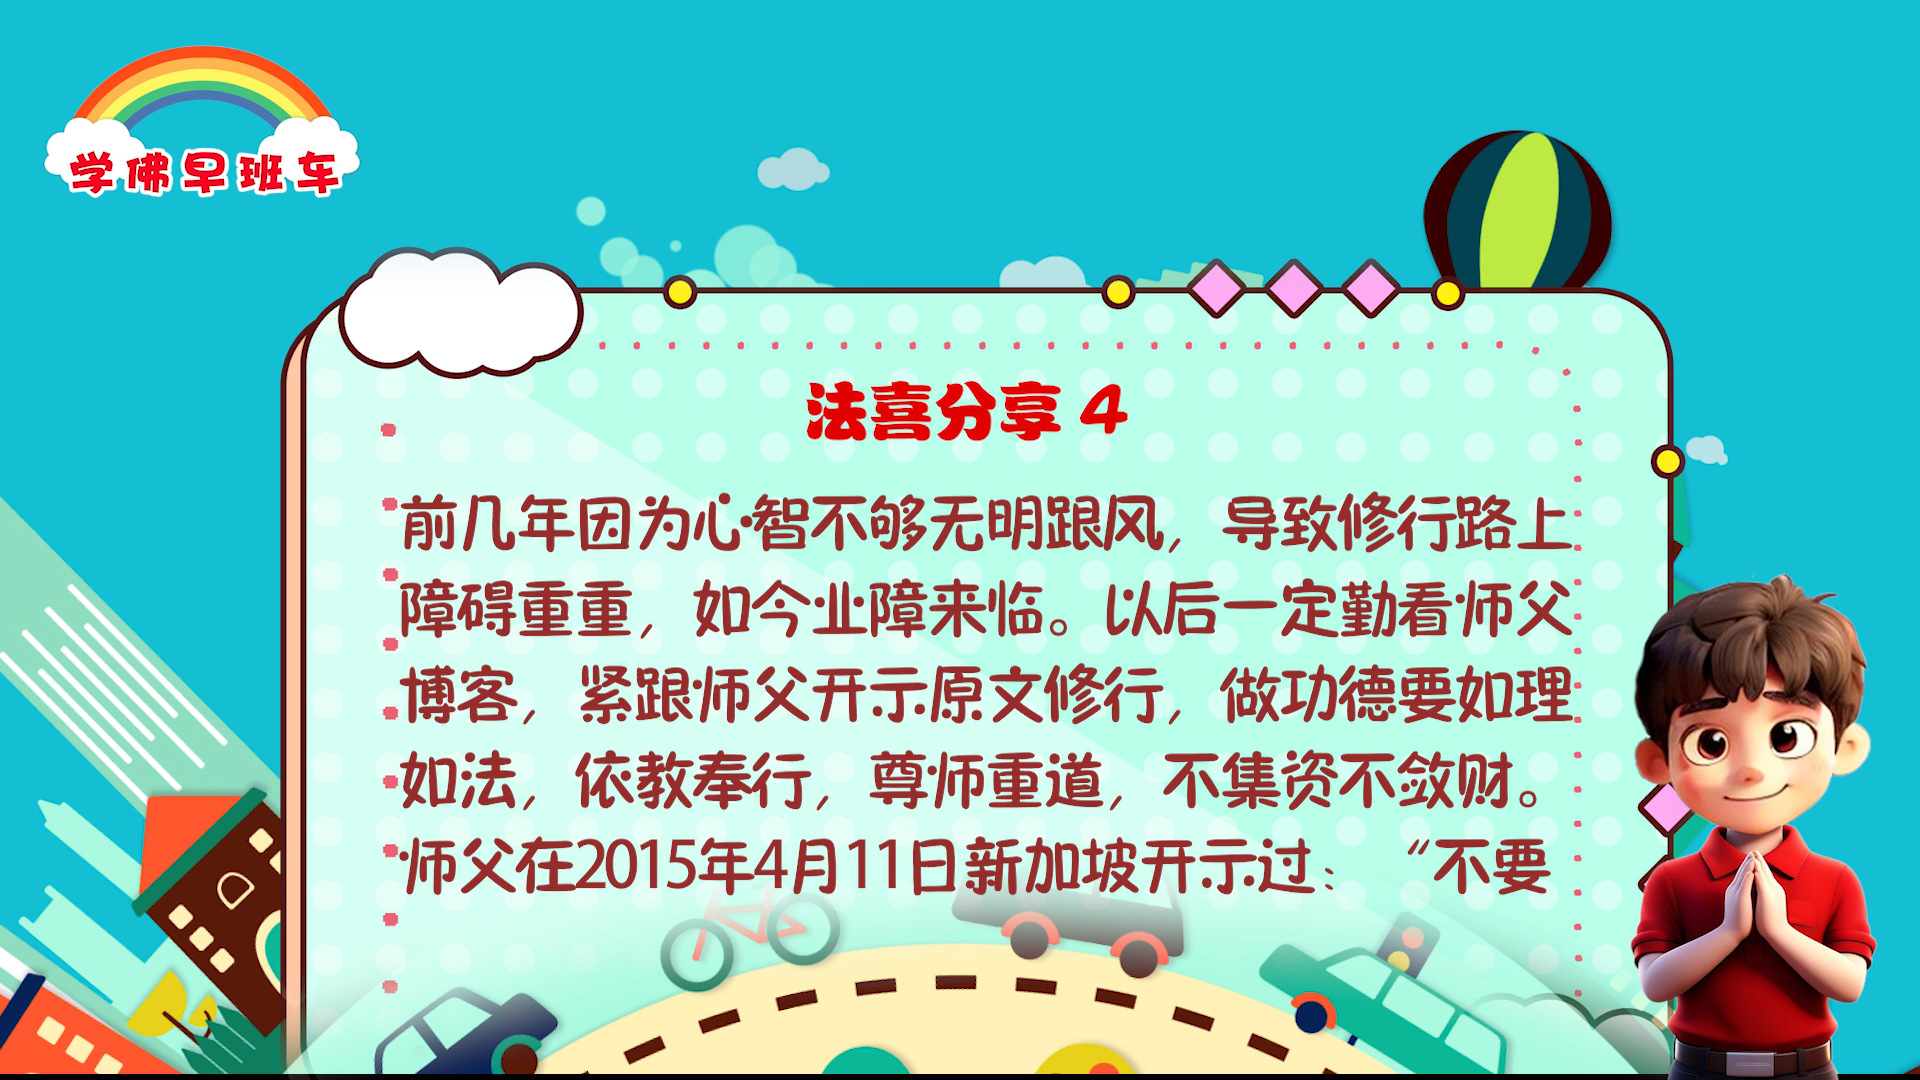 学佛早班车
法喜分享 4
前几年因为心智不够无明跟风，导致修行路上
障碍重重，如今业障来临。以后一定勤看师父
博客，紧跟师父开示原文修行，做功德要如理
如法，依教奉行，尊师重道，不集资不敛财。
师父在2015年4月11日新加坡开示过：“不要